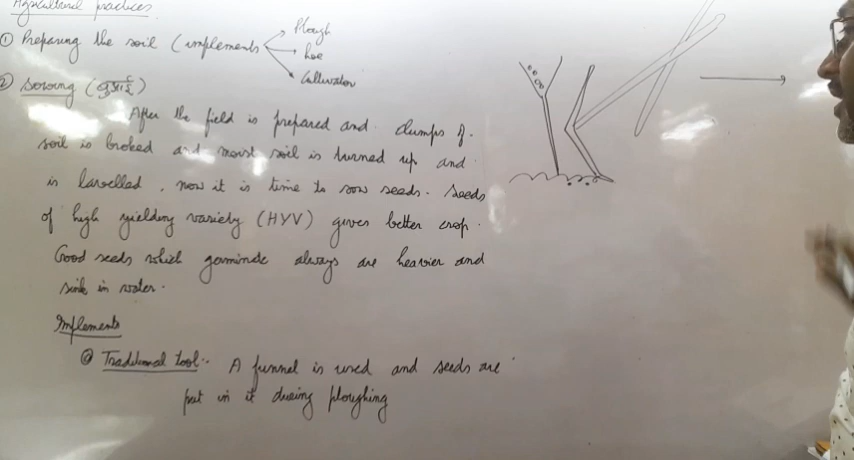 Agricultural practices
① Preparing the soil (implements
Plough
hoe
Cultivator
② Sowing (बुआई)
After the field is prepared and clumps of
soil is broked and moist soil is turned up and
is lavelled, now it is time to sow seeds. Seeds
of high yielding variety (HYV) gives better crop.
Good seeds which germinate always are heavier and
sink in water.
Implements
@ Traditional tool:- A funnel is used and seeds are
put in it during ploughing